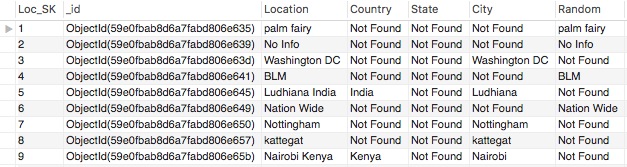 Loc_SK _id Location Country State City Random
1 ObjectId(59e0fbab8d6a7fabd806e635) palm fairy Not Found Not Found Not Found palm fairy
2 ObjectId(59e0fbab8d6a7fabd806e639) No Info Not Found Not Found Not Found No Info
3 ObjectId(59e0fbab8d6a7fabd806e63d) Washington DC Not Found Not Found Washington DC Not Found
4 ObjectId(59e0fbab8d6a7fabd806e641) BLM Not Found Not Found Not Found BLM
5 ObjectId(59e0fbab8d6a7fabd806e645) Ludhiana India India Not Found Ludhiana Not Found
6 ObjectId(59e0fbab8d6a7fabd806e649) Nation Wide Not Found Not Found Not Found Nation Wide
7 ObjectId(59e0fbab8d6a7fabd806e650) Nottingham Not Found Not Found Nottingham Not Found
8 ObjectId(59e0fbab8d6a7fabd806e657) kattegat Not Found Not Found kattegat Not Found
9 ObjectId(59e0fbab8d6a7fabd806e65b) Nairobi Kenya Kenya Not Found Nairobi Not Found